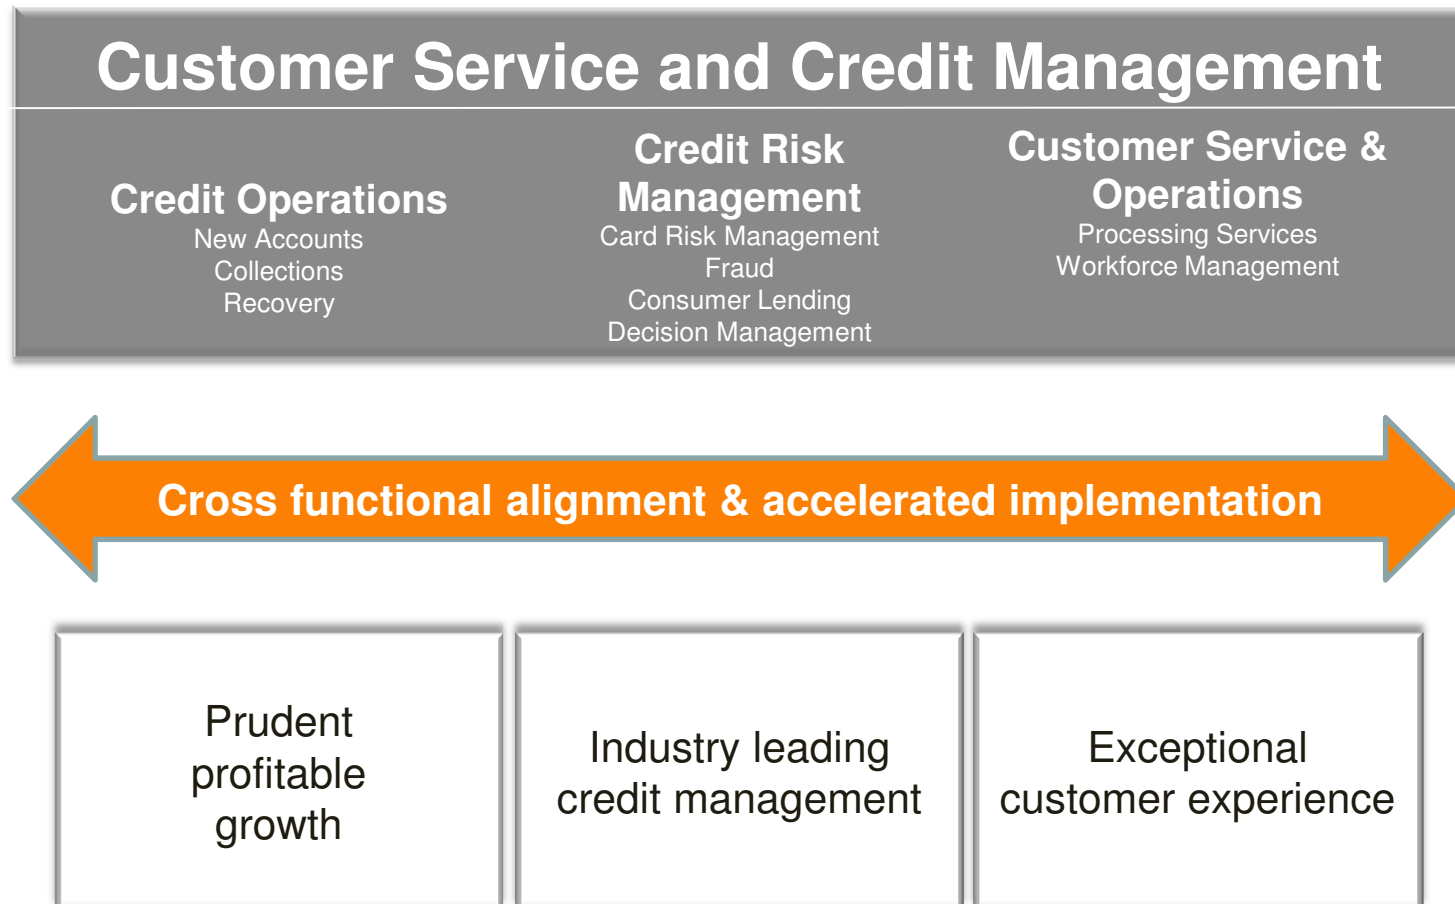 Customer Service and Credit Management
Credit Operations
New Accounts
Collections
Recovery
Credit Risk
Management
Card Risk Management
Fraud
Consumer Lending
Decision Management
Customer Service &
Operations
Processing Services
Workforce Management
Cross functional alignment & accelerated implementation
Prudent
profitable
growth
Industry leading
credit management
Exceptional
customer experience